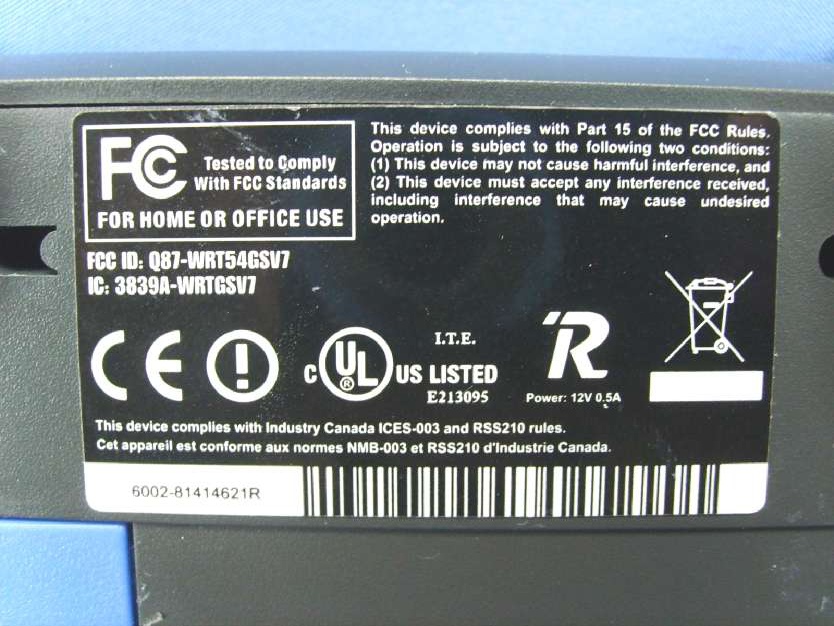 FC Tested to Comply
With FCC Standards
FOR HOME OR OFFICE USE
This device complies with Part 15 of the FCC Rules.
Operation is subject to the following two conditions:
(1) This device may not cause harmful interference, and
(2) This device must accept any interference received,
including interference that may cause undesired
operation.
FCC ID: Q87-WRT54GSV7
IC: 3839A-WRTGSV7
CE
C UL ® US LISTED
I.T.E.
E213095
R
Power: 12V 0.5A
This device complies with Industry Canada ICES-003 and RSS210 rules.
Cet appareil est conforme aux normes NMB-003 et RSS210 d'Industrie Canada.
6002-81414621R